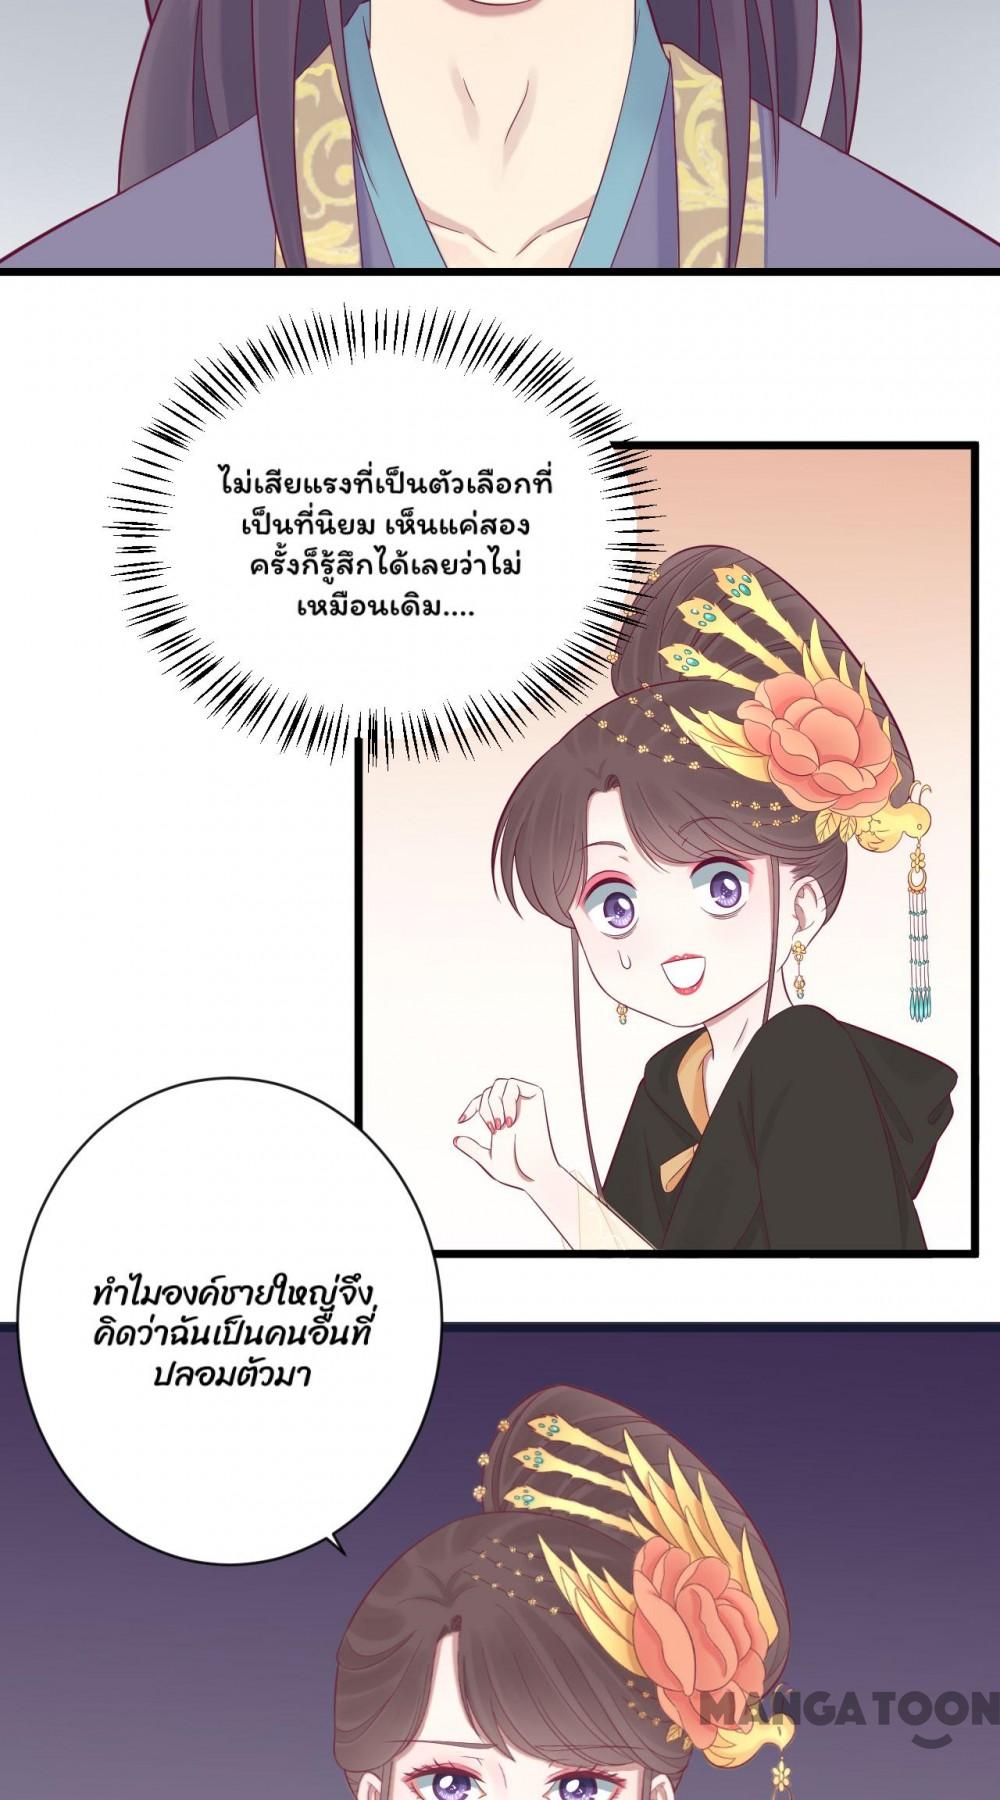 ไม่เสียแรงที่เป็นตัวเลือกที่
เป็นที่นิยม เห็นแค่สอง
ครั้งก็รู้สึกได้เลยว่าไม่
เหมือนเดิม....
ทำไมองค์ชายใหญ่จึง
คิดว่าฉันเป็นคนอื่นที่
ปลอมตัวมา
MANGATOON